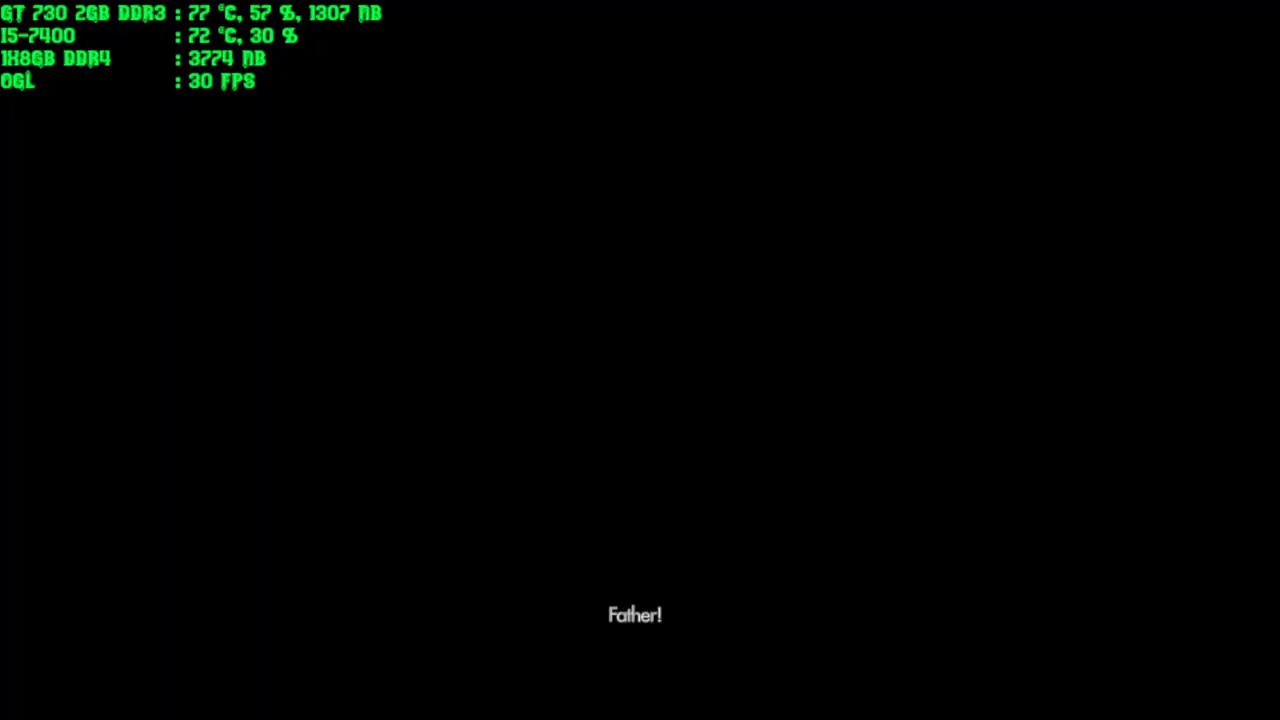 GT 730 2GB DDR3 : 77 °C, 57 %, 1307 MB
I5-7400 : 72 °C, 30 %
1X8GB DDR4 : 3774 MB
OGL : 30 FPS
Father!